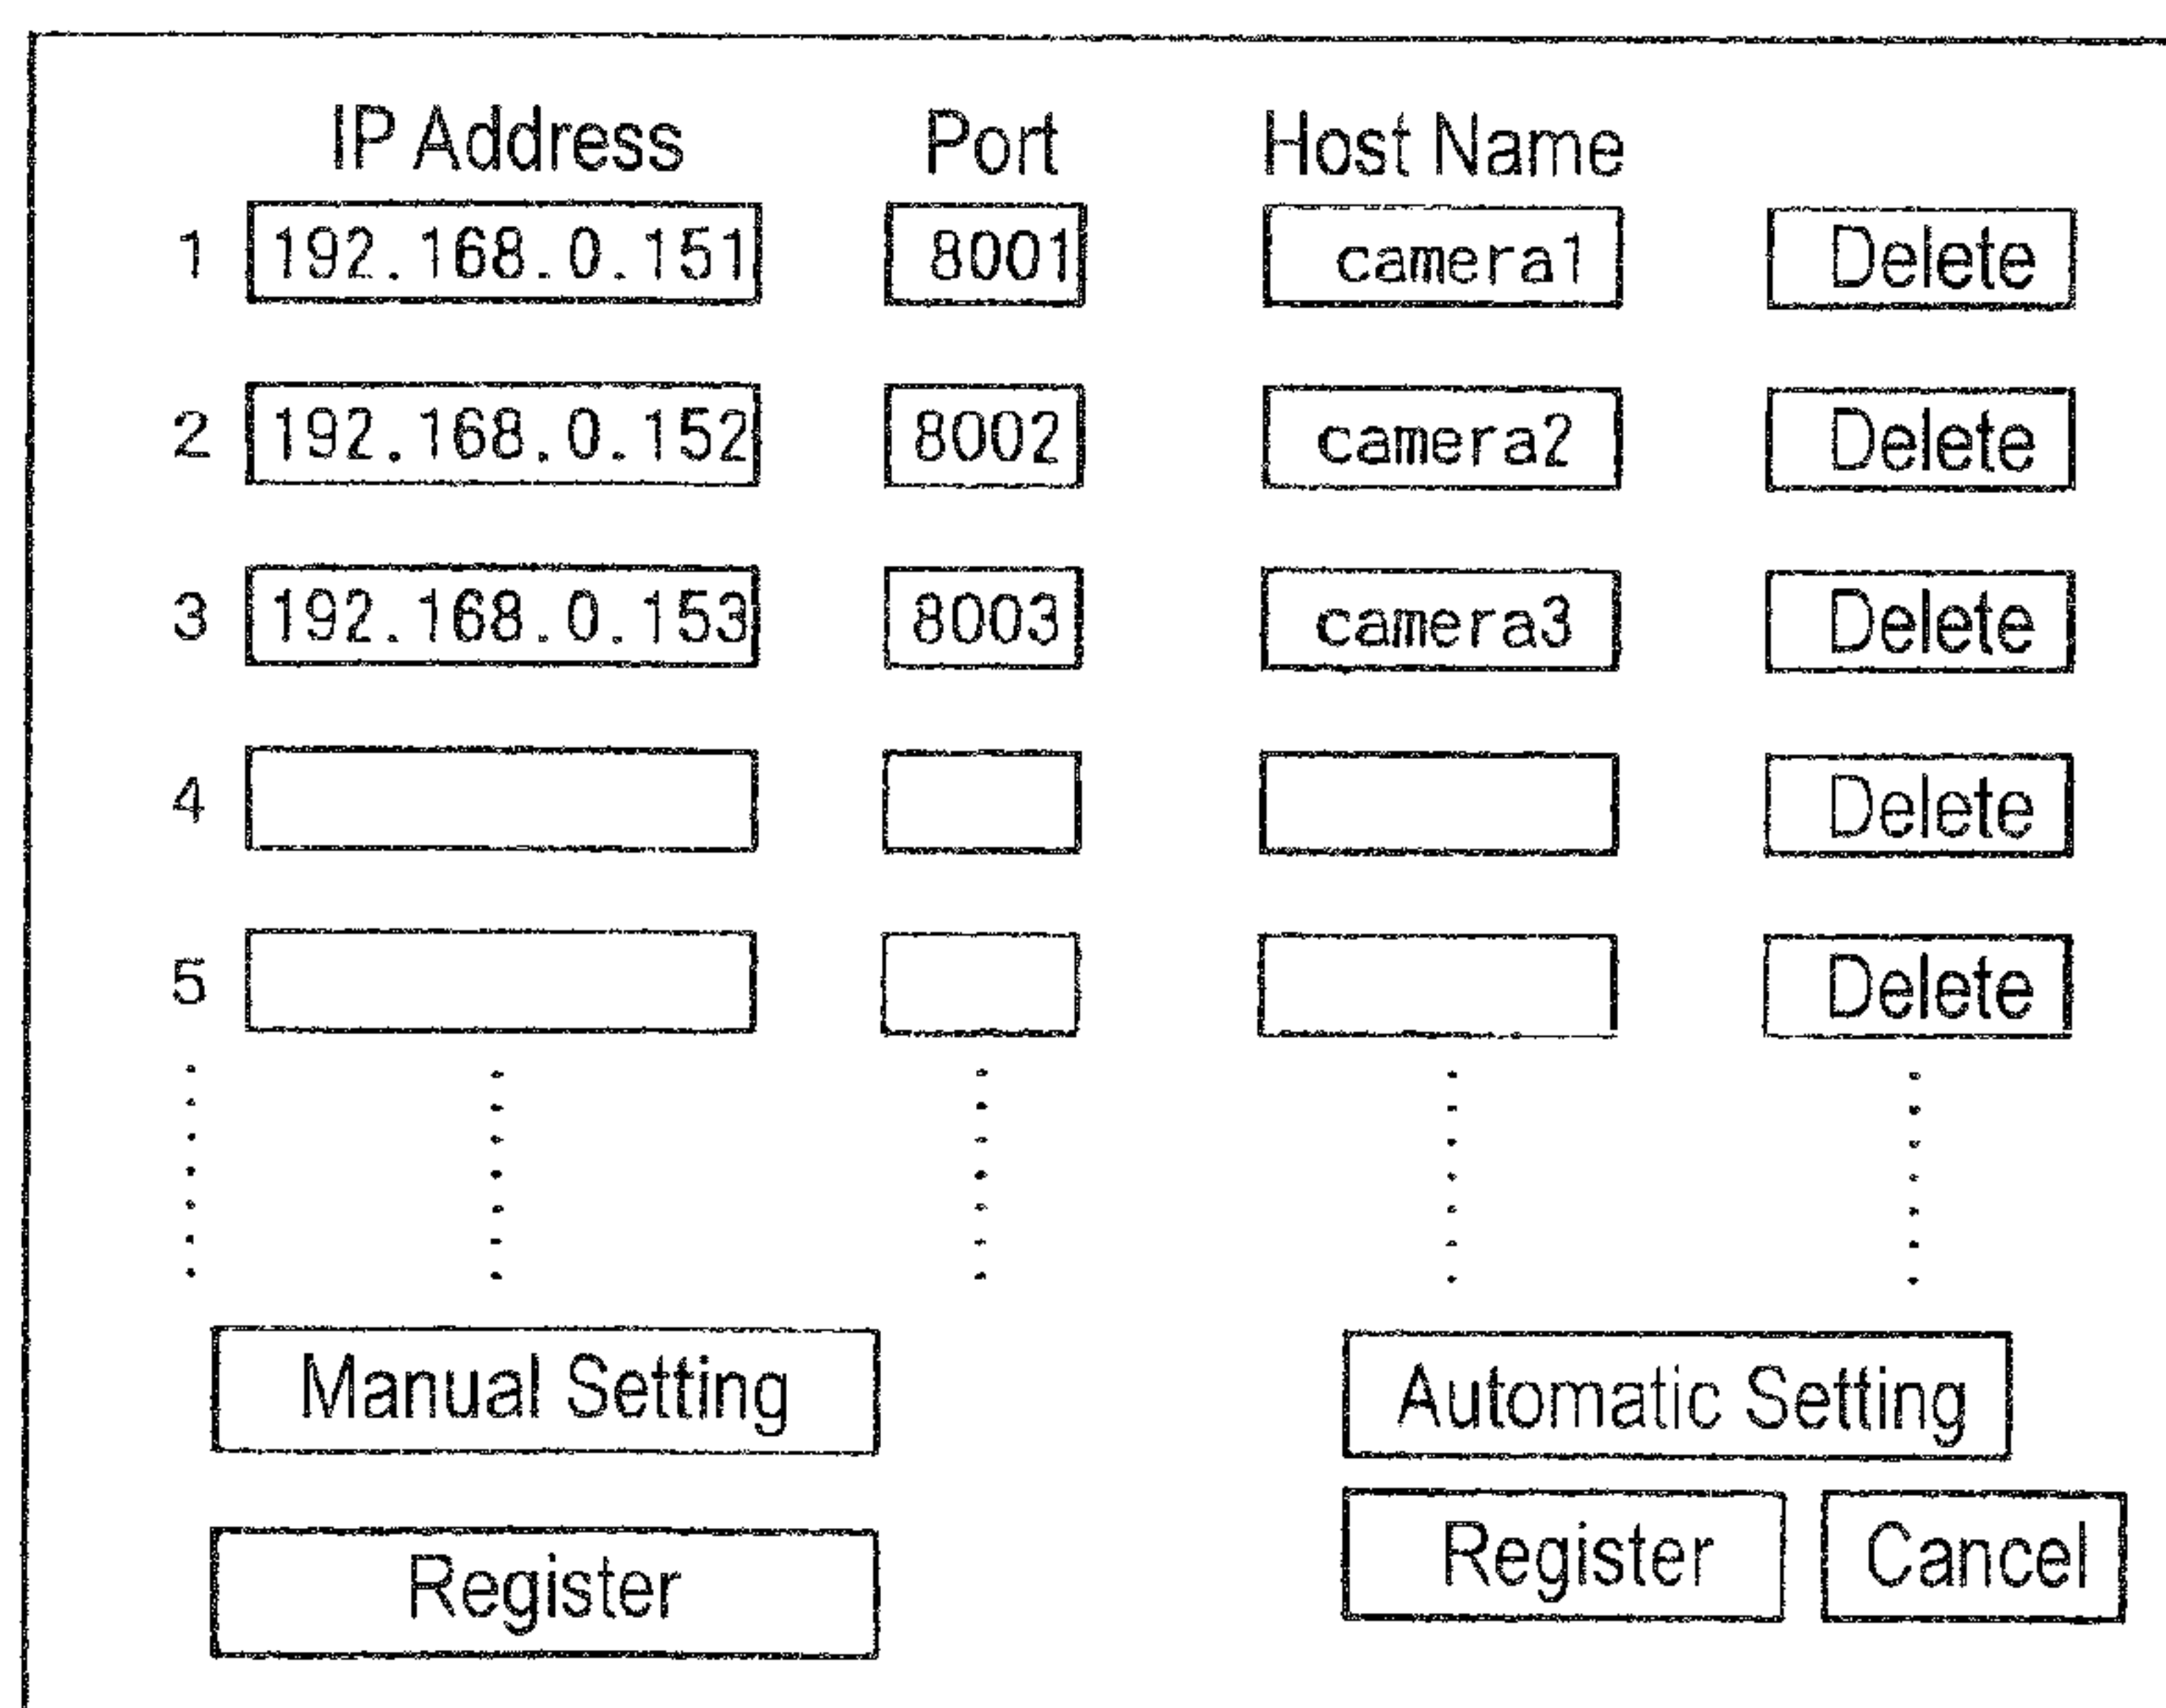 IP Address Port Host Name
1 192.168.0.151 8001 camera1 Delete
2 192.168.0.152 8002 camera2 Delete
3 192.168.0.153 8003 camera3 Delete
4 Delete
5 Delete
Manual Setting Automatic Setting
Register Register Cancel